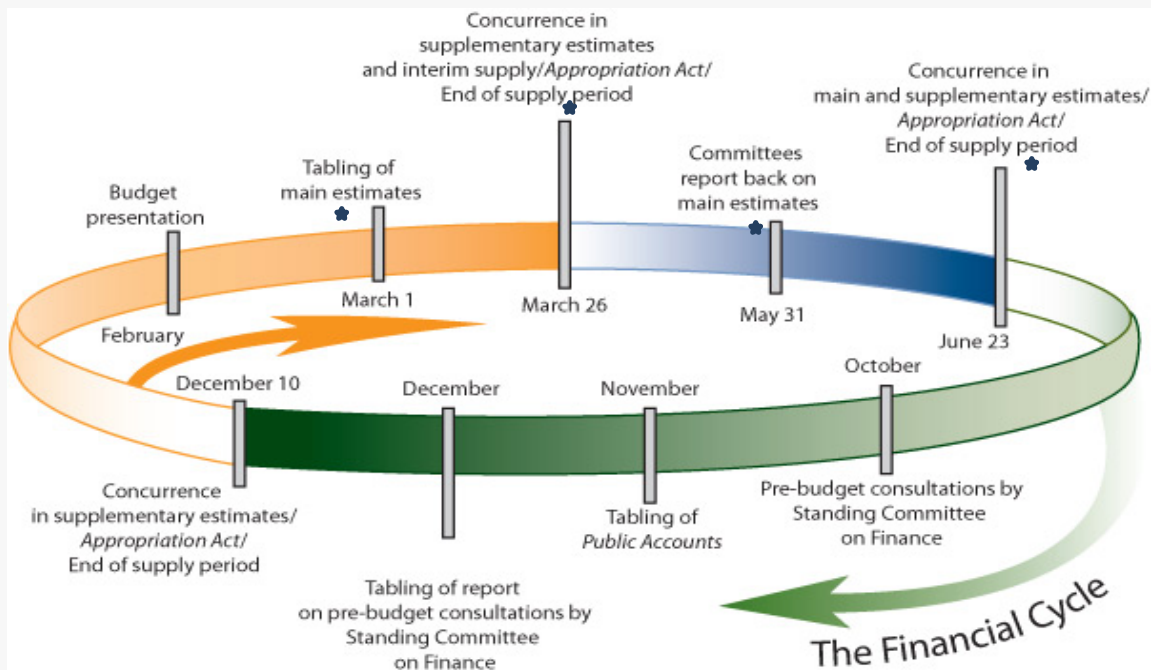 Concurrence in
supplementary estimates
and interim supply/Appropriation Act/
End of supply period
Concurrence in
main and supplementary estimates/
Appropriation Act/
End of supply period
Tabling of
main estimates
Committees
report back on
main estimates
Budget
presentation
February
March 1
March 26
May 31
June 23
December 10
December
November
October
Concurrence
in supplementary estimates/
Appropriation Act/
End of supply period
Tabling of report
on pre-budget consultations by
Standing Committee
on Finance
Tabling of
Public Accounts
Pre-budget consultations by
Standing Committee
on Finance
The Financial Cycle